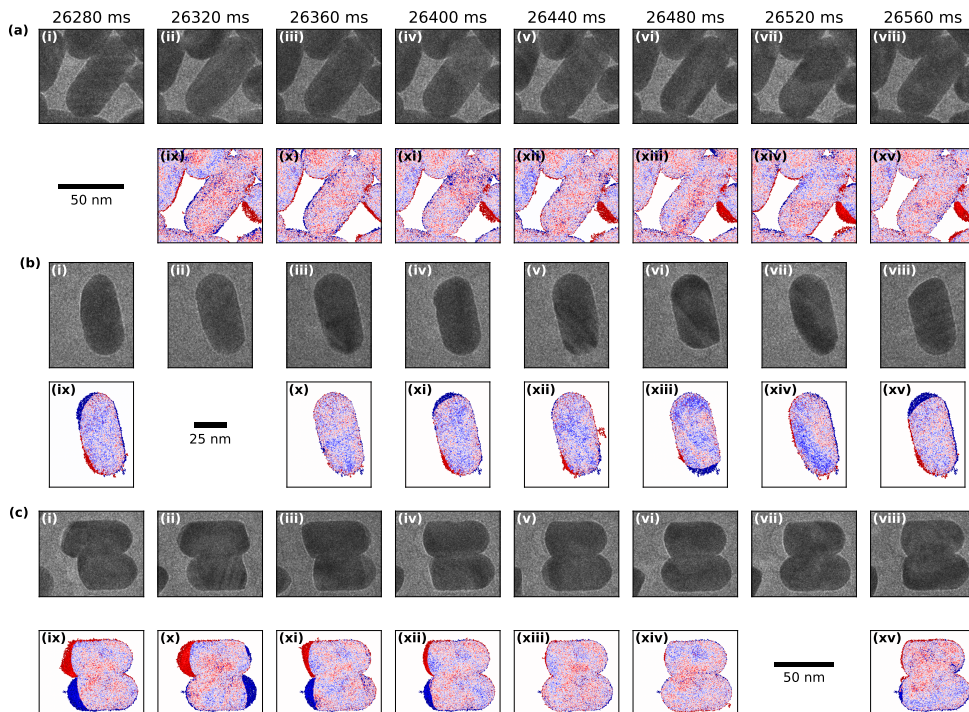 26280 ms 26320 ms 26360 ms 26400 ms 26440 ms 26480 ms 26520 ms 26560 ms
(a) (i) (ii) (iii) (iv) (v) (vi) (vii) (viii)
(ix) (x) (xi) (xii) (xiii) (xiv) (xv)
50 nm
(b) (i) (ii) (iii) (iv) (v) (vi) (vii) (viii)
(ix) (x) (xi) (xii) (xiii) (xiv) (xv)
25 nm
(c) (i) (ii) (iii) (iv) (v) (vi) (vii) (viii)
(ix) (x) (xi) (xii) (xiii) (xiv) (xv)
50 nm